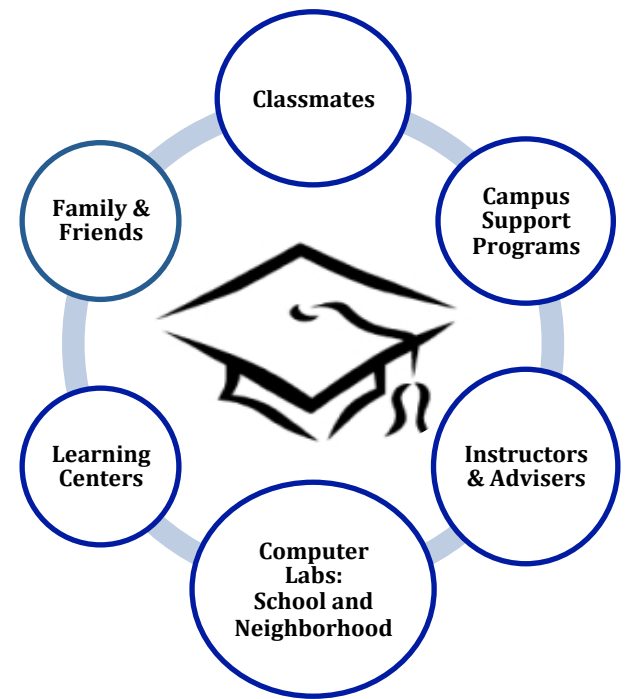 Classmates
Campus
Support
Programs
Instructors
& Advisers
Computer
Labs:
School and
Neighborhood
Learning
Centers
Family &
Friends